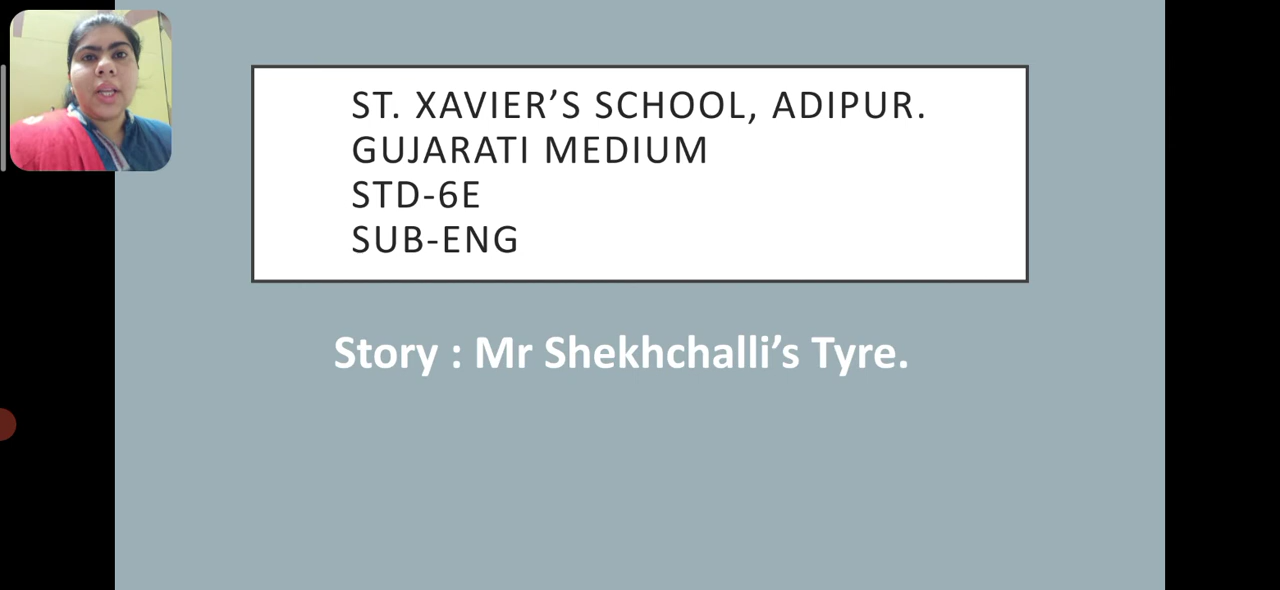 ST. XAVIER’S SCHOOL, ADIPUR.
GUJARATI MEDIUM
STD-6E
SUB-ENG
Story : Mr Shekhchalli’s Tyre.